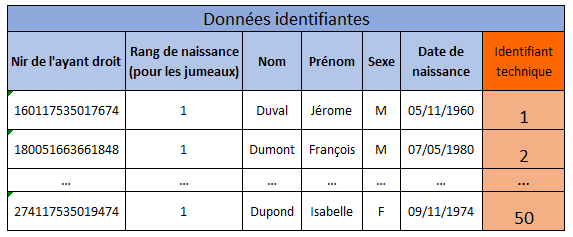 Données identifiantes
Nir de l'ayant droit Rang de naissance (pour les jumeaux) Nom Prénom Sexe Date de naissance Identifiant technique
160117535017674 1 Duval Jérome M 05/11/1960 1
180051663661848 1 Dumont François M 07/05/1980 2
... ... ... ... ... ... ...
274117535019474 1 Dupond Isabelle F 09/11/1974 50